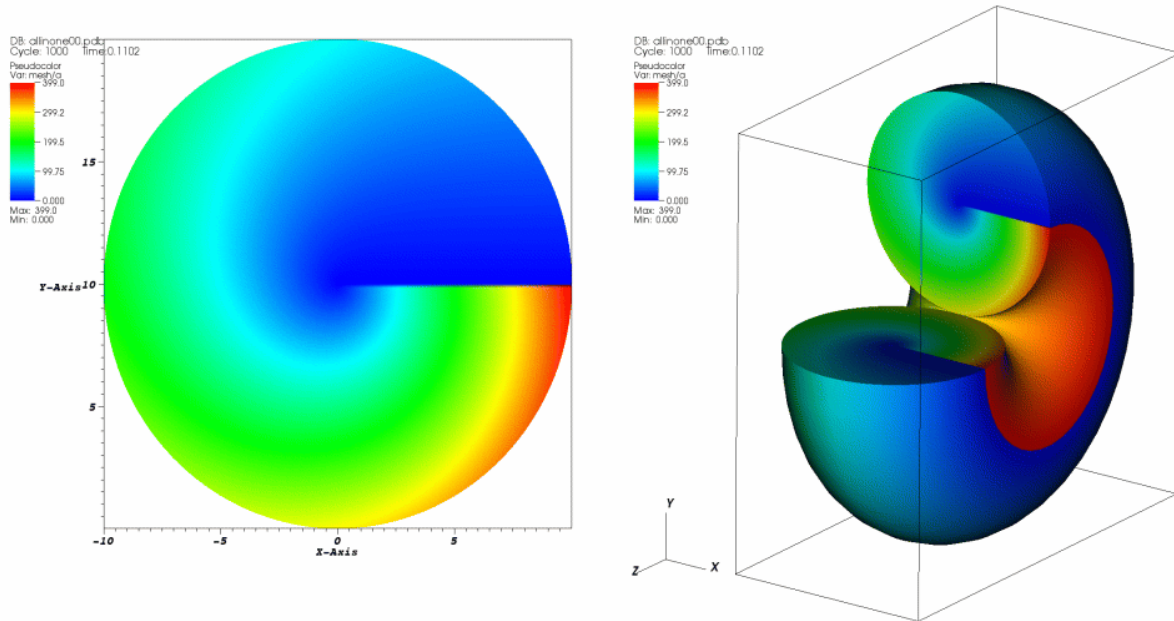 DB: allinone00.pdb
Cycle: 1000 Time:0.1102
Pseudocolor
Var: mesh/a
399.0
299.2
199.5
99.75
0.000
Max: 399.0
Min: 0.000
15
Y-Axis 10
5
-10 -5 0 5
X-Axis
DB: allinone00.pdb
Cycle: 1000 Time:0.1102
Pseudocolor
Var: mesh/a
399.0
299.2
199.5
99.75
0.000
Max: 399.0
Min: 0.000
Y
Z X